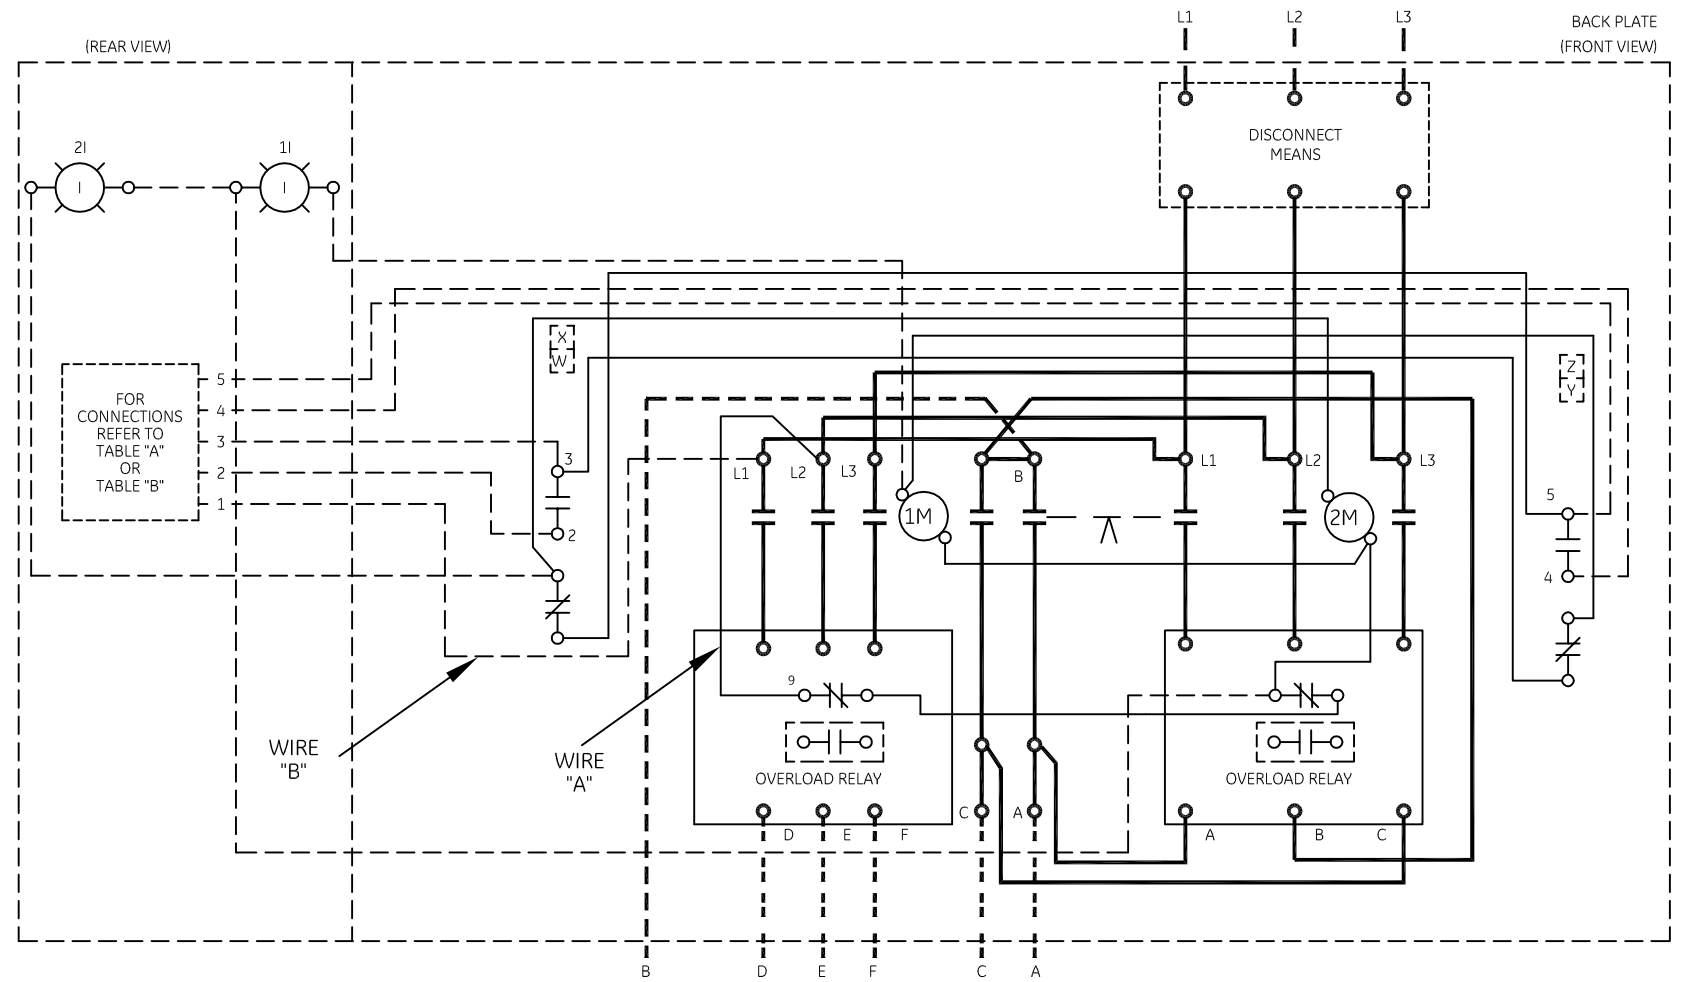 L1 L2 L3
BACK PLATE
(FRONT VIEW)
(REAR VIEW)
DISCONNECT
MEANS
2I 1I
I I
X
W
Z
Y
5
4
3
2
1
FOR
CONNECTIONS
REFER TO
TABLE "A"
OR
TABLE "B"
3
2
L1 L2 L3 B L1 L2 L3
1M 2M
5
4
9
WIRE
"B"
WIRE
"A"
OVERLOAD RELAY
OVERLOAD RELAY
C A
D E F A B C
B D E F C A